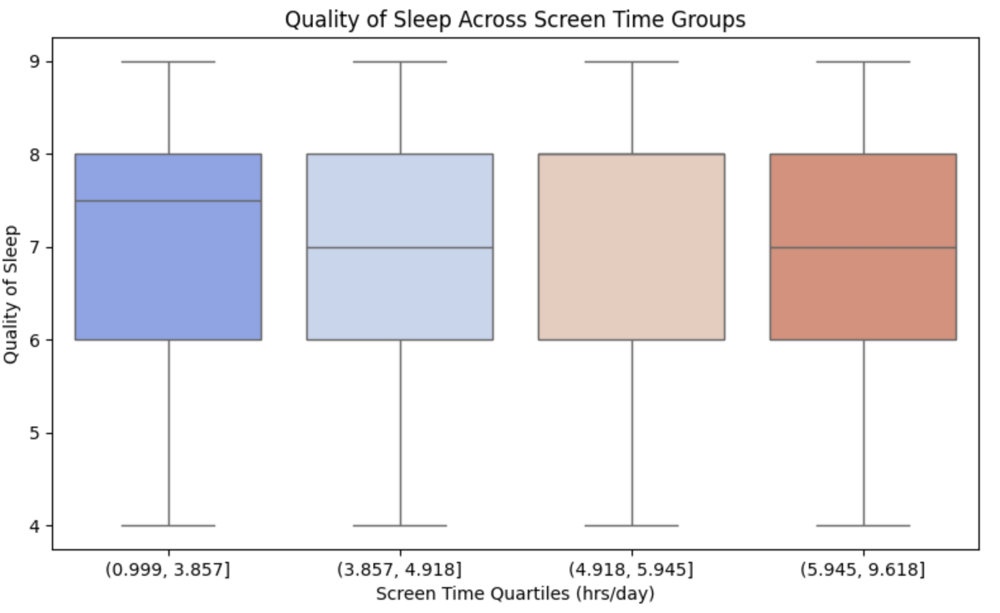 Quality of Sleep Across Screen Time Groups
Quality of Sleep
9
8
7
6
5
4
(0.999, 3.857] (3.857, 4.918] (4.918, 5.945] (5.945, 9.618]
Screen Time Quartiles (hrs/day)